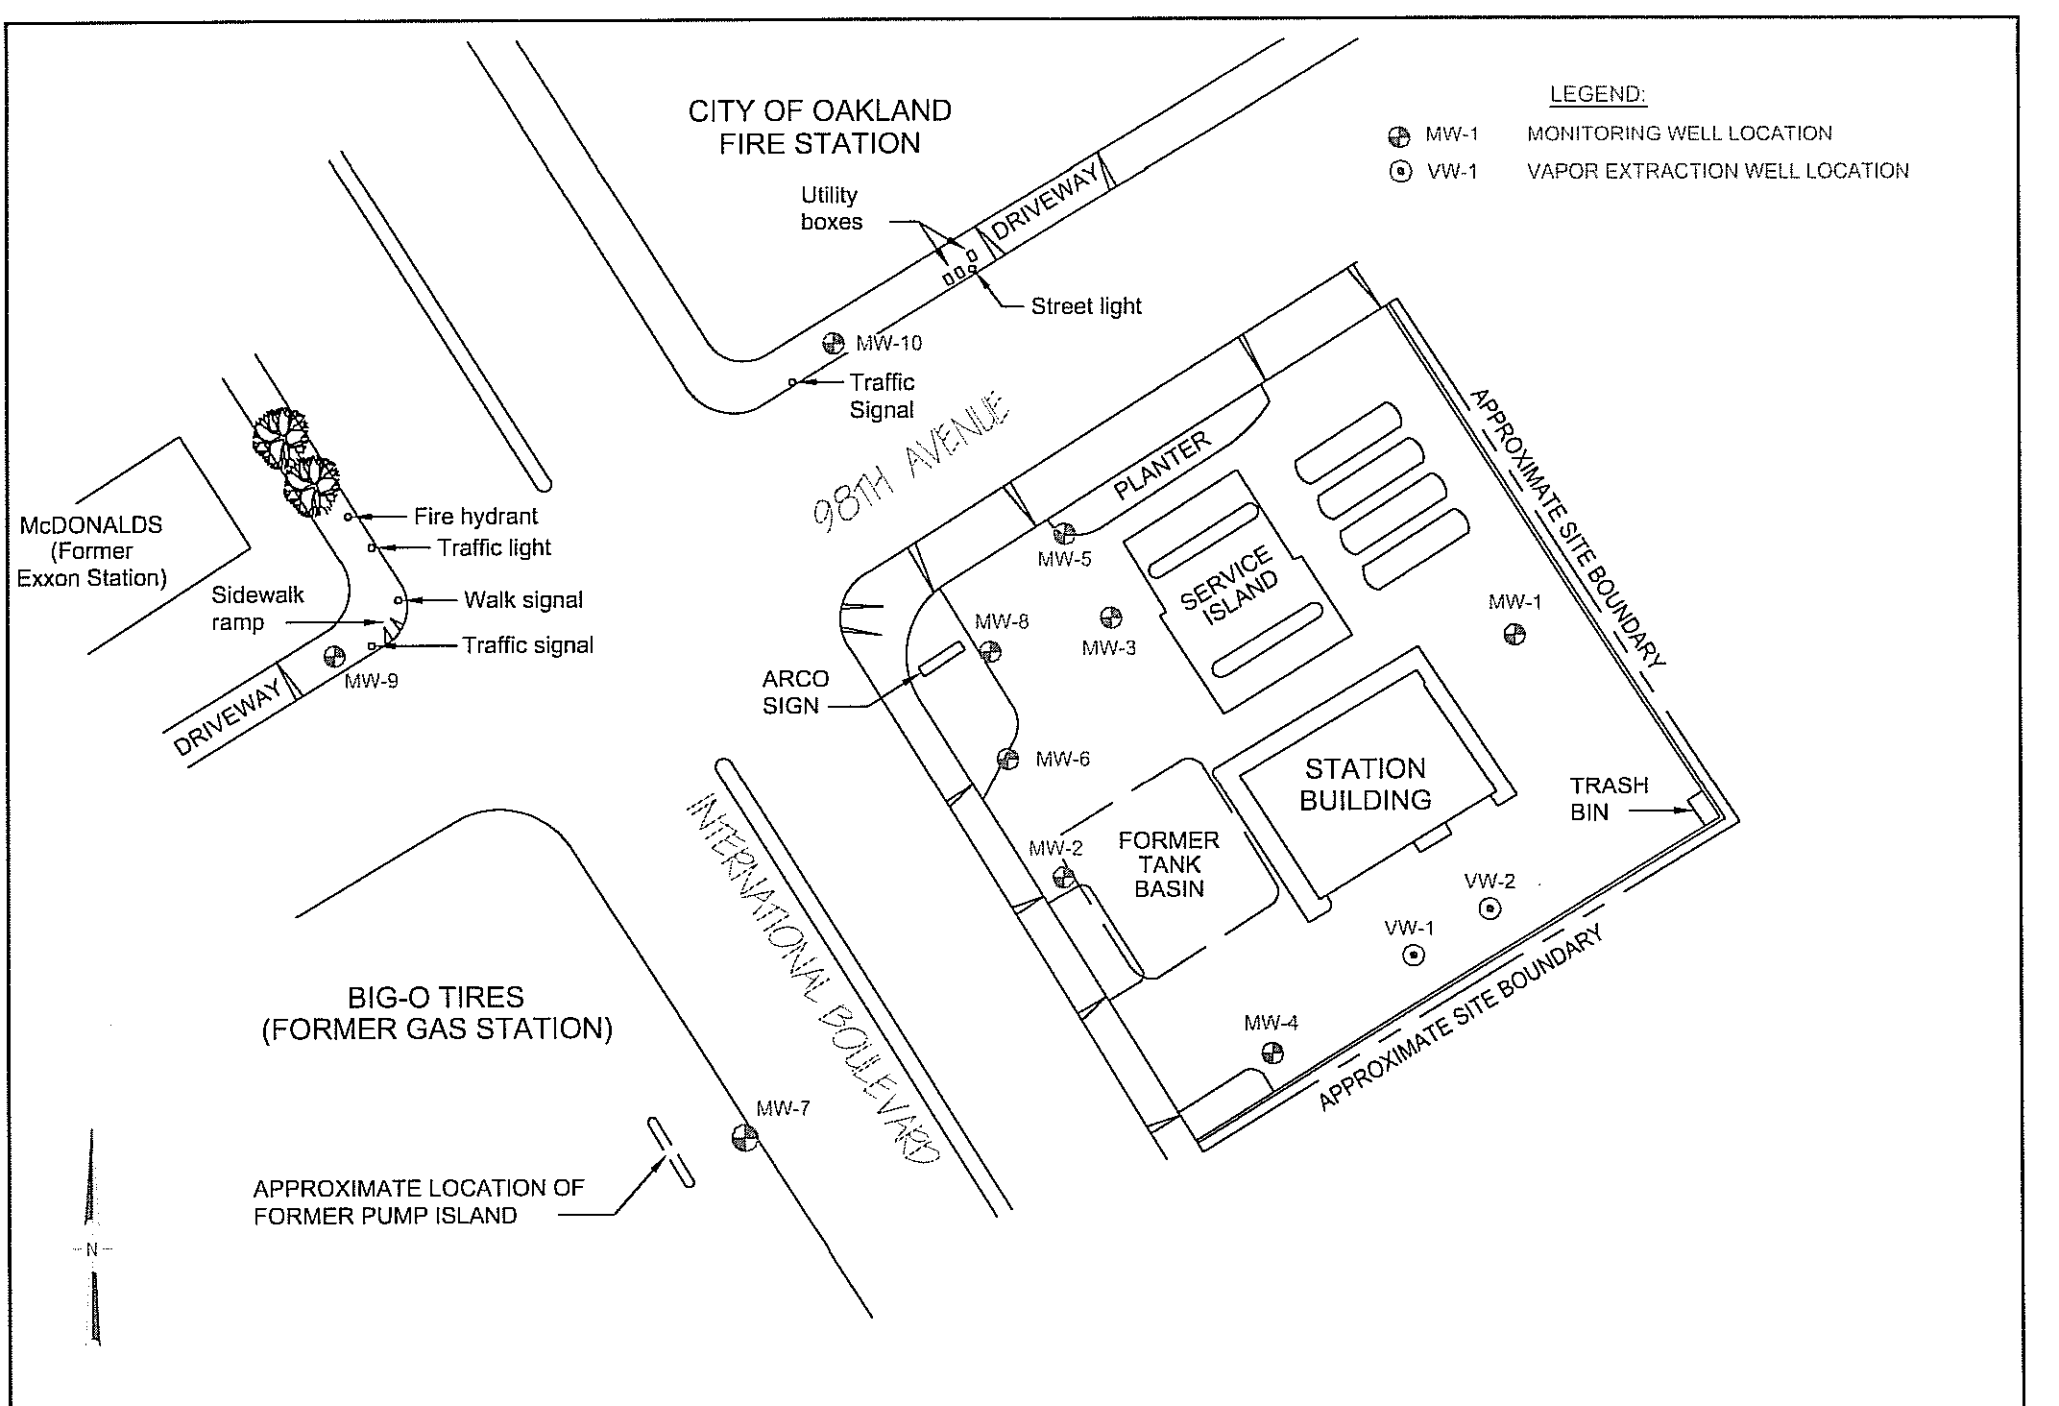 CITY OF OAKLAND
FIRE STATION
LEGEND:
MW-1 MONITORING WELL LOCATION
VW-1 VAPOR EXTRACTION WELL LOCATION
Utility
boxes
DRIVEWAY
Street light
MW-10
Traffic
Signal
98TH AVENUE
PLANTER
APPROXIMATE SITE BOUNDARY
McDONALDS
(Former
Exxon Station)
Fire hydrant
Traffic light
Sidewalk
ramp
Walk signal
Traffic signal
MW-9
DRIVEWAY
MW-5
SERVICE
ISLAND
MW-1
MW-8
MW-3
ARCO
SIGN
MW-6
STATION
BUILDING
TRASH
BIN
MW-2
FORMER
TANK
BASIN
VW-2
VW-1
INTERNATIONAL BOULEVARD
APPROXIMATE SITE BOUNDARY
BIG-O TIRES
(FORMER GAS STATION)
MW-4
MW-7
APPROXIMATE LOCATION OF
FORMER PUMP ISLAND
N